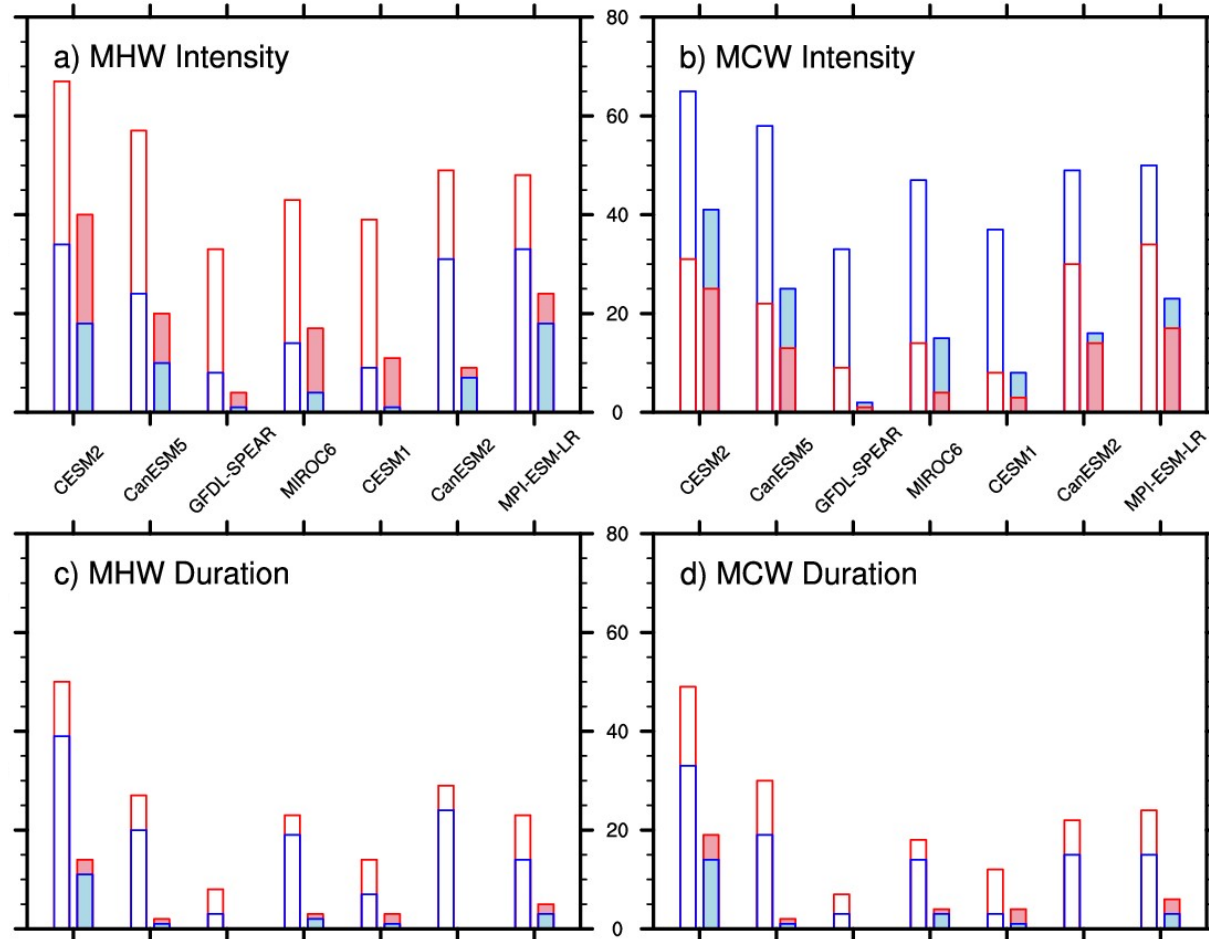 a) MHW Intensity
b) MCW Intensity
80
60
40
20
0
CESM2
CanESM5
GFDL-SPEAR
MIROC6
CESM1
CanESM2
MPI-ESM-LR
CESM2
CanESM5
GFDL-SPEAR
MIROC6
CESM1
CanESM2
MPI-ESM-LR
c) MHW Duration
d) MCW Duration
80
60
40
20
0